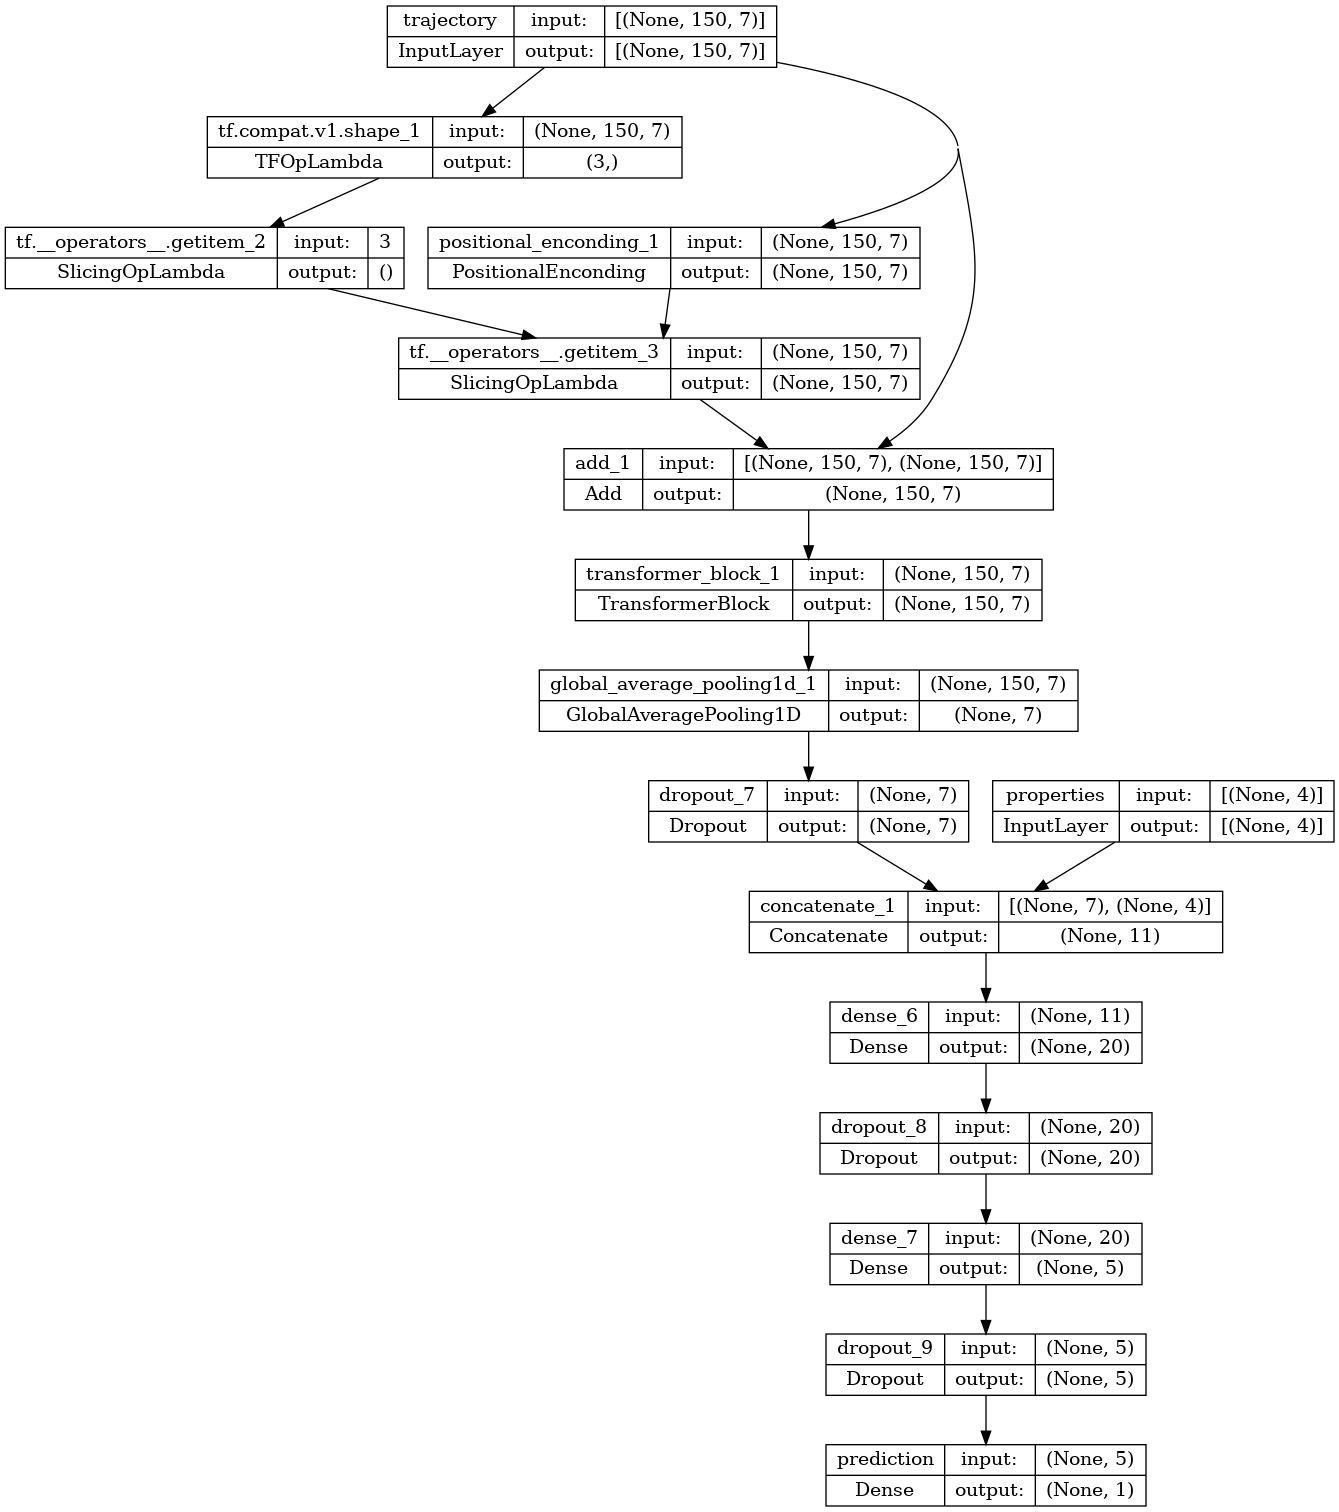 trajectory input: [(None, 150, 7)]
InputLayer output: [(None, 150, 7)]
tf.compat.v1.shape_1 input: (None, 150, 7)
TFOpLambda output: (3,)
tf.__operators__.getitem_2 input: 3
SlicingOpLambda output: ()
positional_enconding_1 input: (None, 150, 7)
PositionalEnconding output: (None, 150, 7)
tf.__operators__.getitem_3 input: (None, 150, 7)
SlicingOpLambda output: (None, 150, 7)
add_1 input: [(None, 150, 7), (None, 150, 7)]
Add output: (None, 150, 7)
transformer_block_1 input: (None, 150, 7)
TransformerBlock output: (None, 150, 7)
global_average_pooling1d_1 input: (None, 150, 7)
GlobalAveragePooling1D output: (None, 7)
dropout_7 input: (None, 7)
Dropout output: (None, 7)
properties input: [(None, 4)]
InputLayer output: [(None, 4)]
concatenate_1 input: [(None, 7), (None, 4)]
Concatenate output: (None, 11)
dense_6 input: (None, 11)
Dense output: (None, 20)
dropout_8 input: (None, 20)
Dropout output: (None, 20)
dense_7 input: (None, 20)
Dense output: (None, 5)
dropout_9 input: (None, 5)
Dropout output: (None, 5)
prediction input: (None, 5)
Dense output: (None, 1)